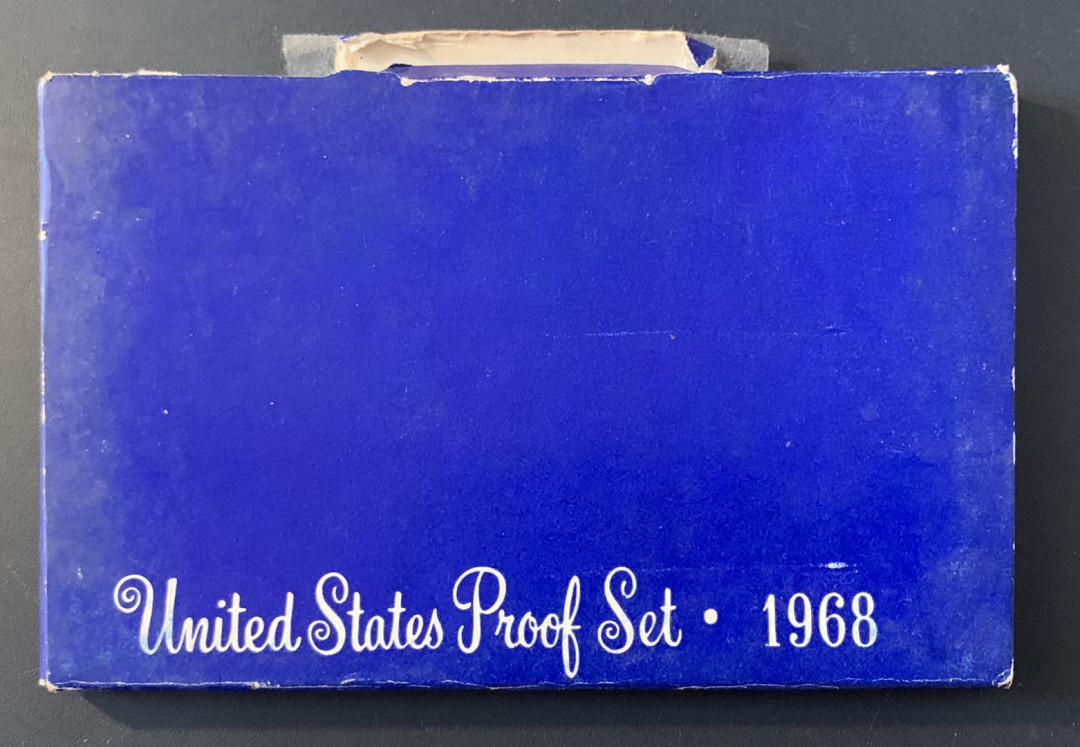 United States Proof Set • 1968